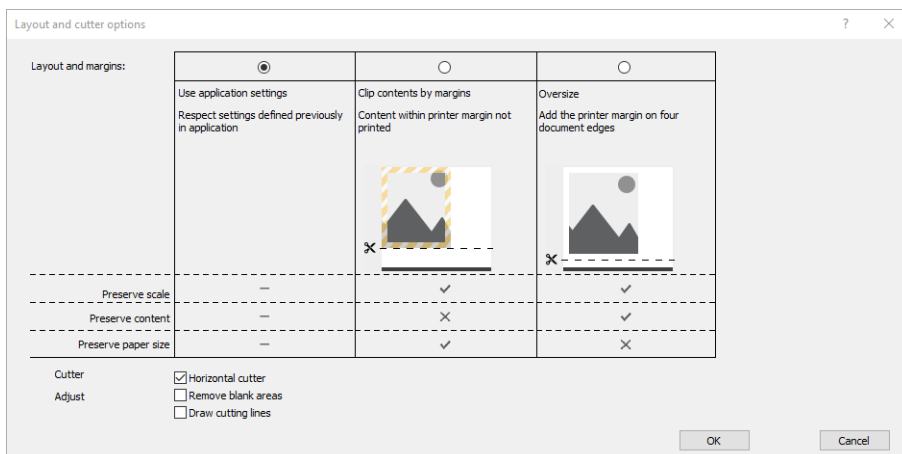 Layout and cutter options
?
Layout and margins:
Use application settings
Clip contents by margins
Oversize
Respect settings defined previously
in application
Content within printer margin not
printed
Add the printer margin on four
document edges
Preserve scale
Preserve content
Preserve paper size
Cutter
Horizontal cutter
Adjust
Remove blank areas
Draw cutting lines
OK
Cancel